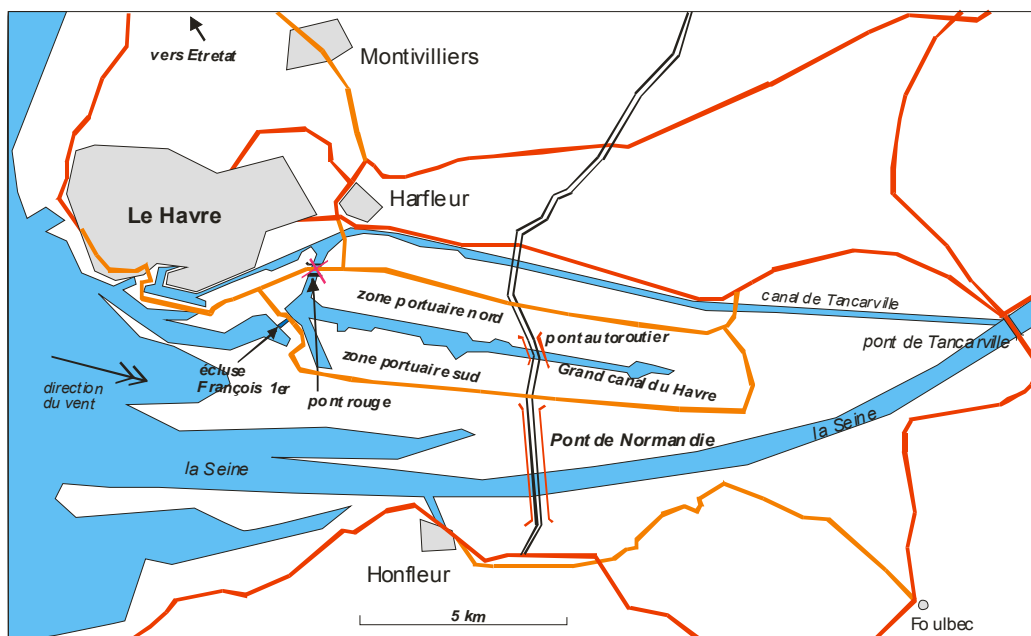 vers Etretat
Montivilliers
Harfleur
Le Havre
canal de Tancarville
zone portuaire nord
pont autoroutier
pont de Tancarville
zone portuaire sud
écluse
François 1er
Grand canal du Havre
direction
du vent
pont rouge
la Seine
Pont de Normandie
la Seine
Honfleur
5 km
Foulbec